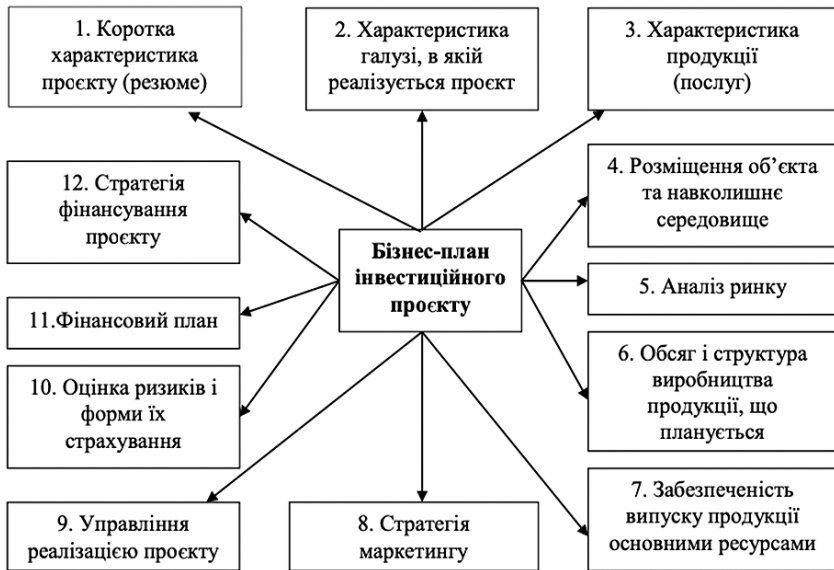 1. Коротка
характеристика
проєкту (резюме)
2. Характеристика
галузі, в якій
реалізується проєкт
3. Характеристика
продукції
(послуг)
12. Стратегія
фінансування
проєкту
Бізнес-план
інвестиційного
проєкту
4. Розміщення об’єкта
та навколишнє
середовище
5. Аналіз ринку
11.Фінансовий план
6. Обсяг і структура
виробництва
продукції, що
планується
10. Оцінка ризиків і
форми їх
страхування
9. Управління
реалізацією проєкту
8. Стратегія
маркетингу
7. Забезпеченість
випуску продукції
основними ресурсами